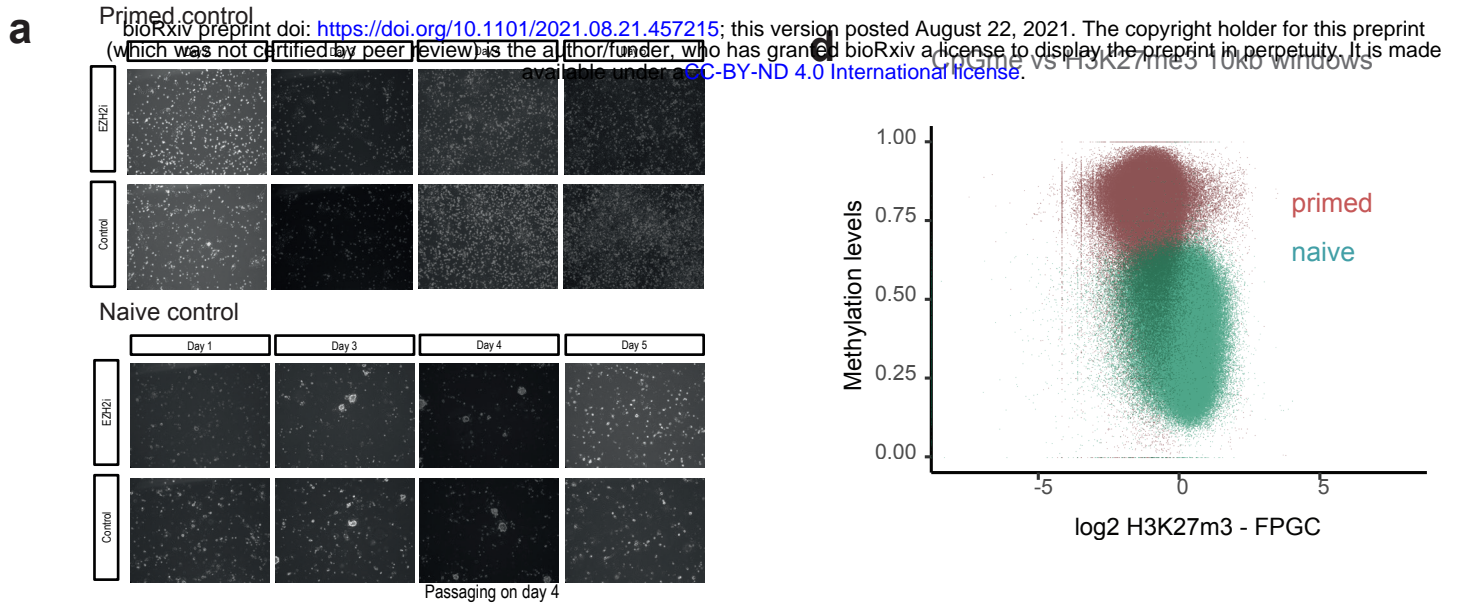 a
Primed control
bioRxiv preprint doi: https://doi.org/10.1101/2021.08.21.457215; this version posted August 22, 2021. The copyright holder for this preprint
(which was not certified by peer review) is the author/funder, who has granted bioRxiv a license to display the preprint in perpetuity. It is made
available under aCC-BY-ND 4.0 International license.
EZH2i
Control
Naive control
Day 1
Day 3
Day 4
Day 5
EZH2i
Control
Passaging on day 4
d
CpGme vs H3K27me3 10kb windows
Methylation levels
1.00
0.75
0.50
0.25
0.00
primed
naive
-5
0
5
log2 H3K27m3 - FPGC